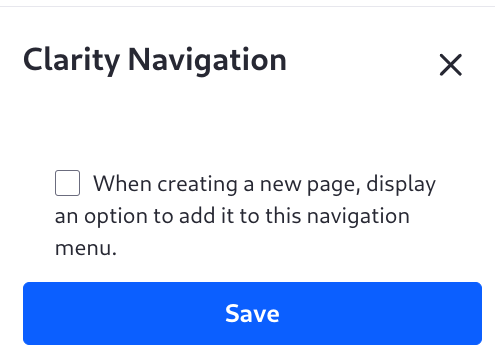 Clarity Navigation
When creating a new page, display
an option to add it to this navigation
menu.
Save